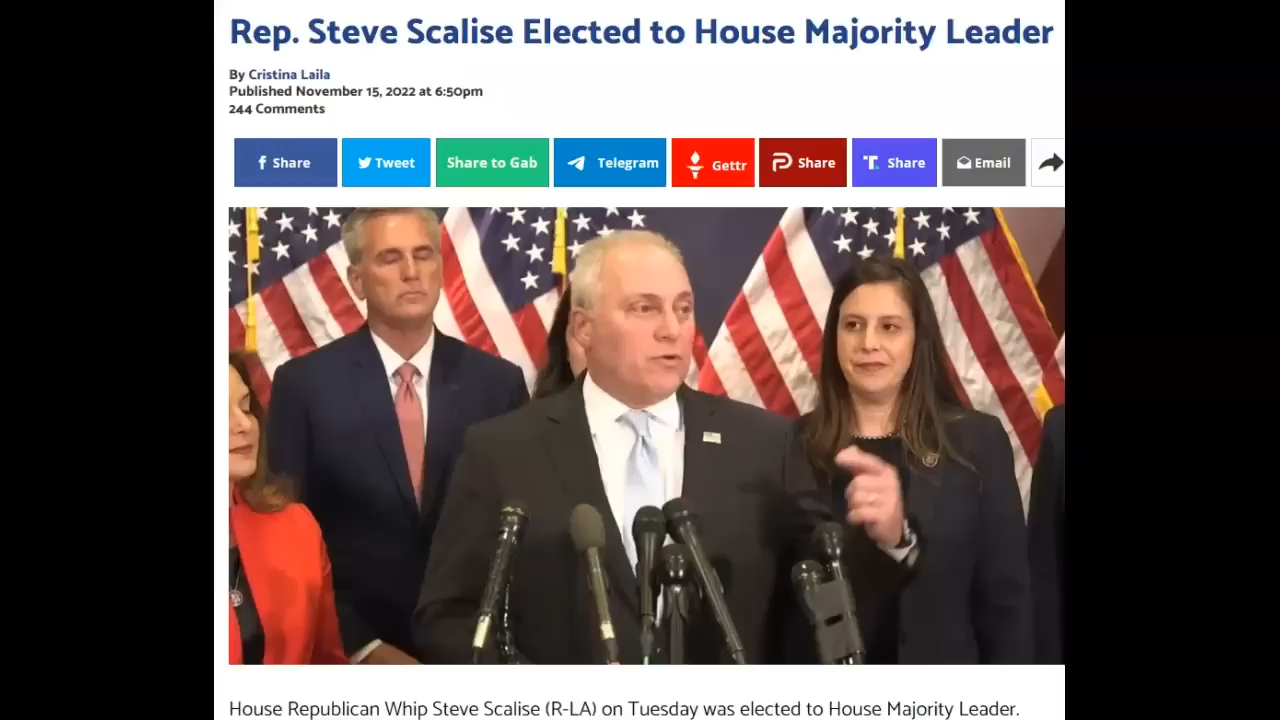 Rep. Steve Scalise Elected to House Majority Leader
By Cristina Laila
Published November 15, 2022 at 6:50pm
244 Comments
Share Tweet Share to Gab Telegram Gettr Share Share Email
House Republican Whip Steve Scalise (R-LA) on Tuesday was elected to House Majority Leader.